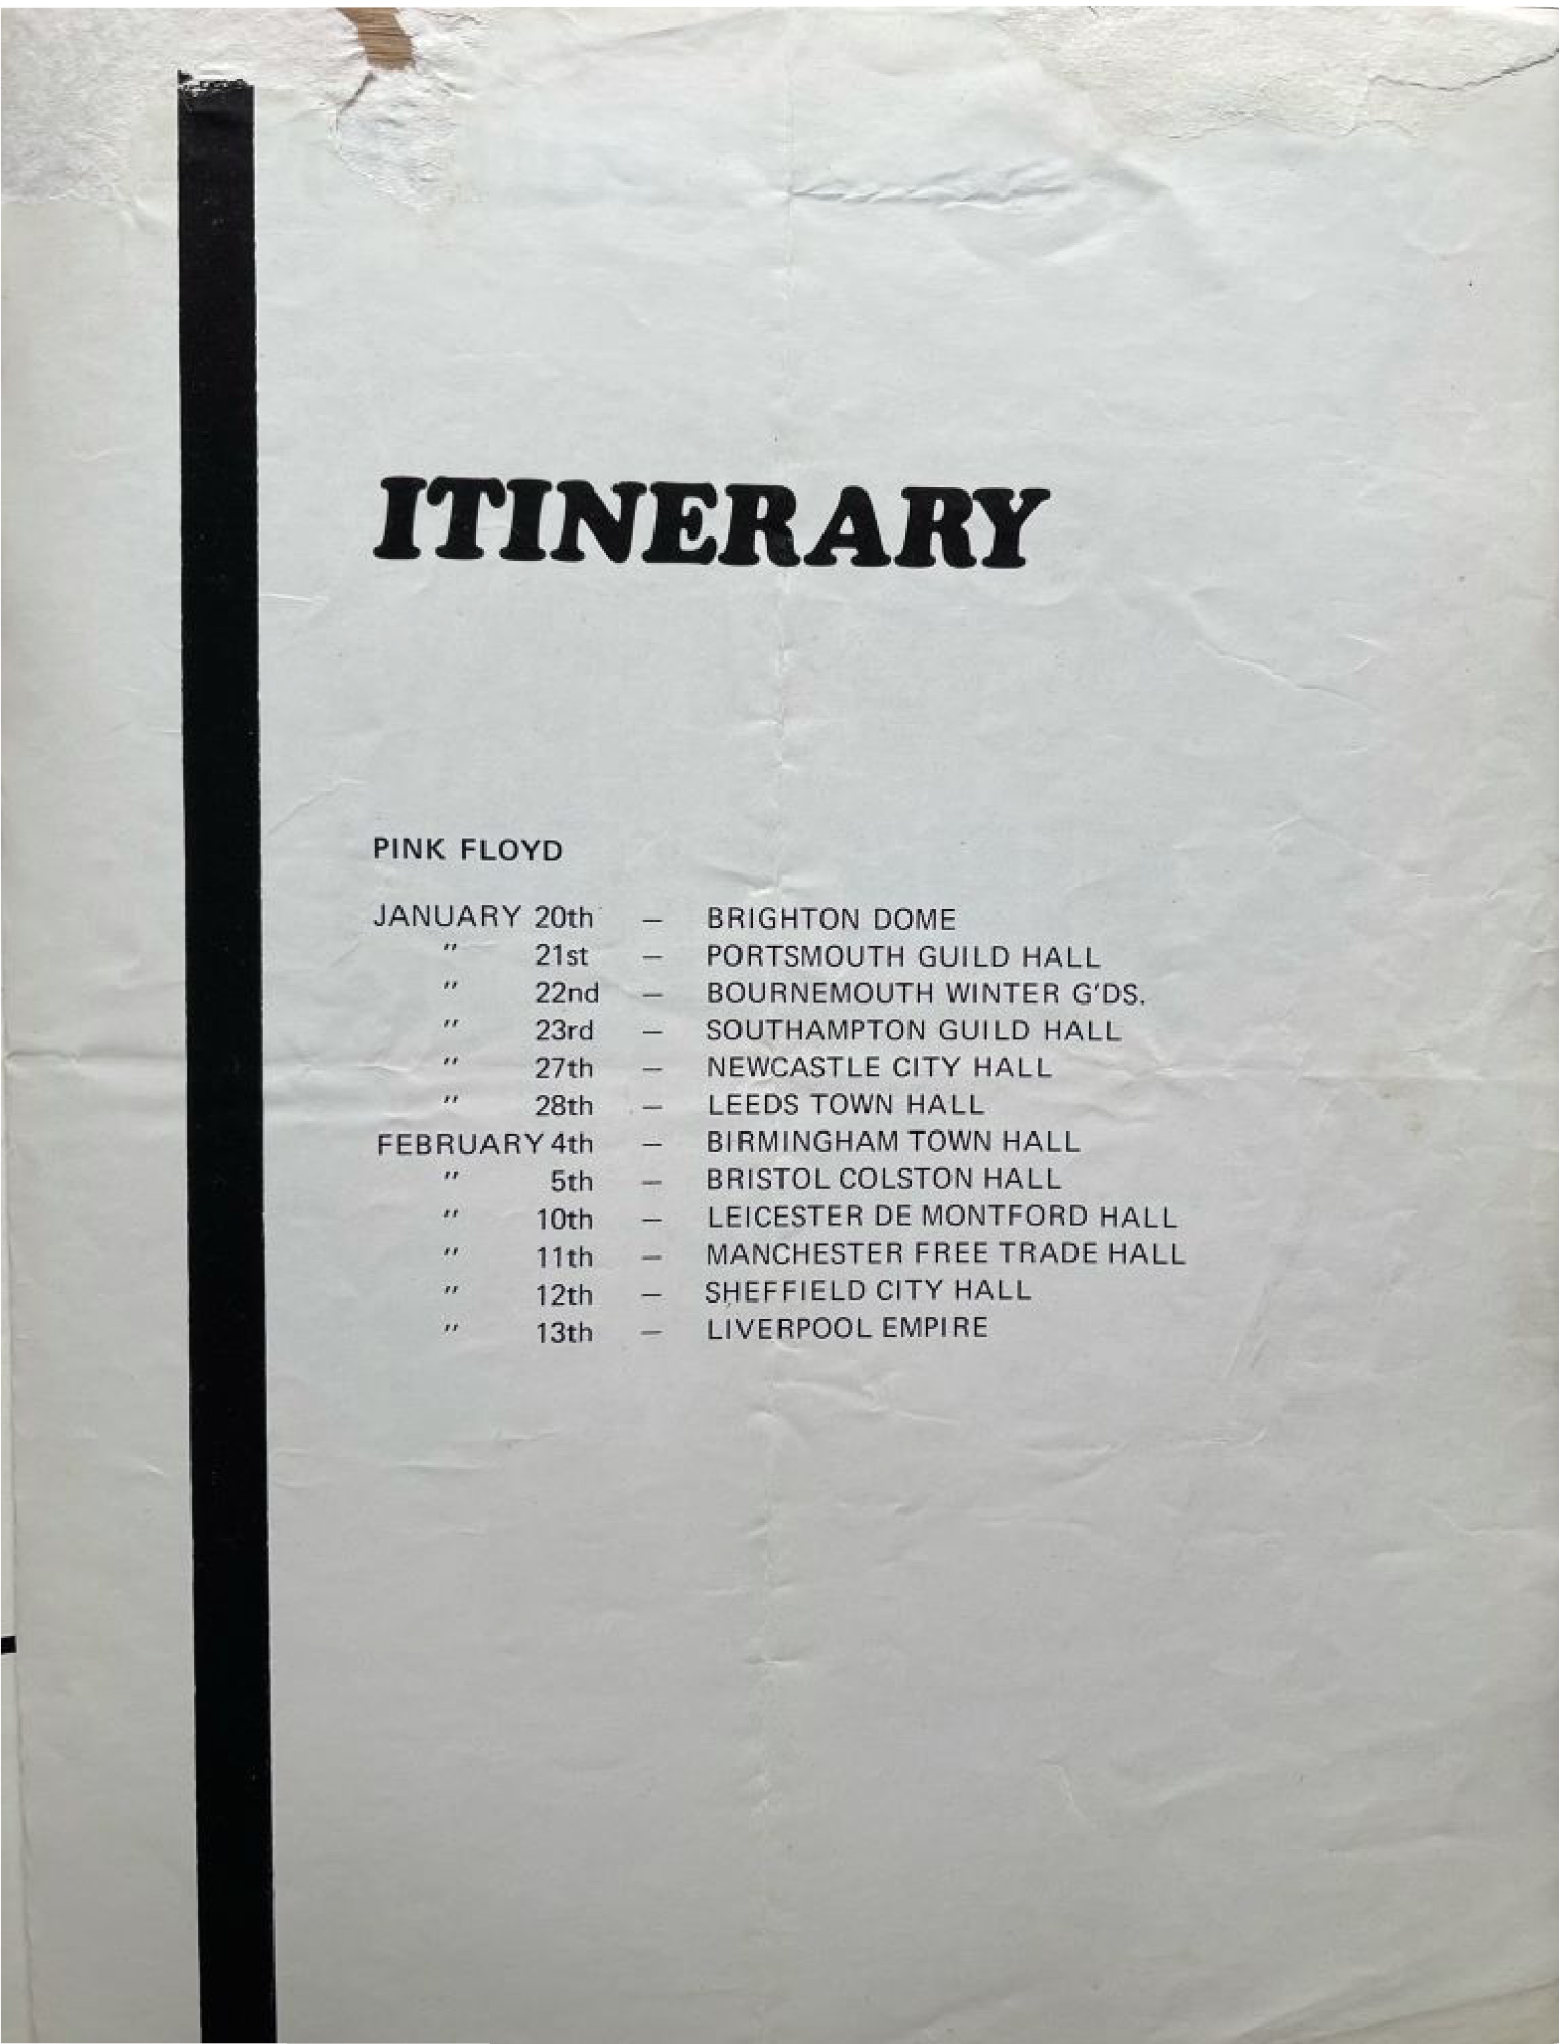 ITINERARY
PINK FLOYD
JANUARY 20th — BRIGHTON DOME
" 21st — PORTSMOUTH GUILD HALL
" 22nd — BOURNEMOUTH WINTER G'DS.
" 23rd — SOUTHAMPTON GUILD HALL
" 27th — NEWCASTLE CITY HALL
" 28th — LEEDS TOWN HALL
FEBRUARY 4th — BIRMINGHAM TOWN HALL
" 5th — BRISTOL COLSTON HALL
" 10th — LEICESTER DE MONTFORD HALL
" 11th — MANCHESTER FREE TRADE HALL
" 12th — SHEFFIELD CITY HALL
" 13th — LIVERPOOL EMPIRE